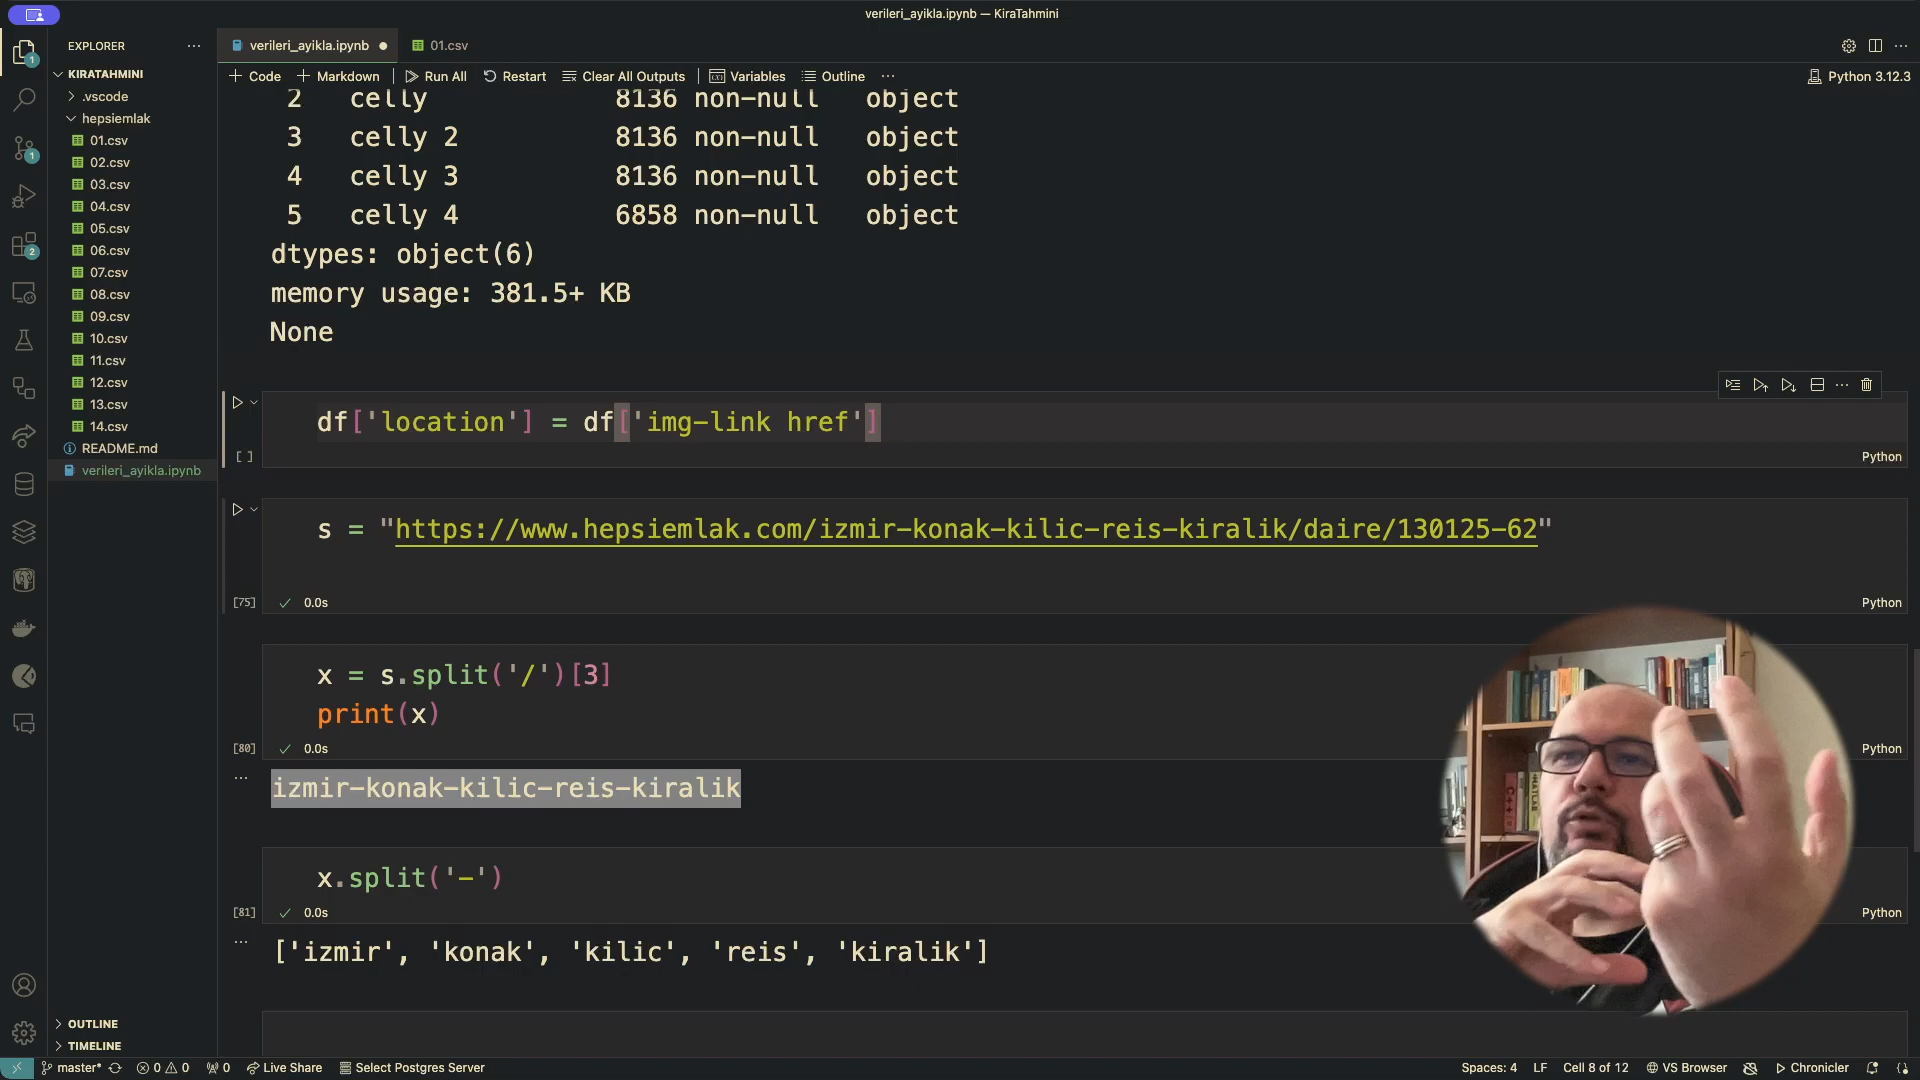 verileri_ayikla.ipynb — KiraTahmini
EXPLORER
KIRATAHMINI
.vscode
hepsiemlak
01.csv
02.csv
03.csv
04.csv
05.csv
06.csv
07.csv
08.csv
09.csv
10.csv
11.csv
12.csv
13.csv
14.csv
README.md
verileri_ayikla.ipynb
OUTLINE
TIMELINE
1
1
2
verileri_ayikla.ipynb
01.csv
Code
Markdown
Run All
Restart
Clear All Outputs
Variables
Outline
Python 3.12.3
2 celly 8136 non-null object
3 celly 2 8136 non-null object
4 celly 3 8136 non-null object
5 celly 4 6858 non-null object
dtypes: object(6)
memory usage: 381.5+ KB
None
df['location'] = df['img-link href']
[ ]
Python
s = "https://www.hepsiemlak.com/izmir-konak-kilic-reis-kiralik/daire/130125-62"
[75] 0.0s
Python
x = s.split('/')[3]
print(x)
[80] 0.0s
Python
izmir-konak-kilic-reis-kiralik
x.split('-')
[81] 0.0s
Python
['izmir', 'konak', 'kilic', 'reis', 'kiralik']
C++
MATLAB
master* 0 0 0 Live Share Select Postgres Server
Spaces: 4 LF Cell 8 of 12 VS Browser Chronicler